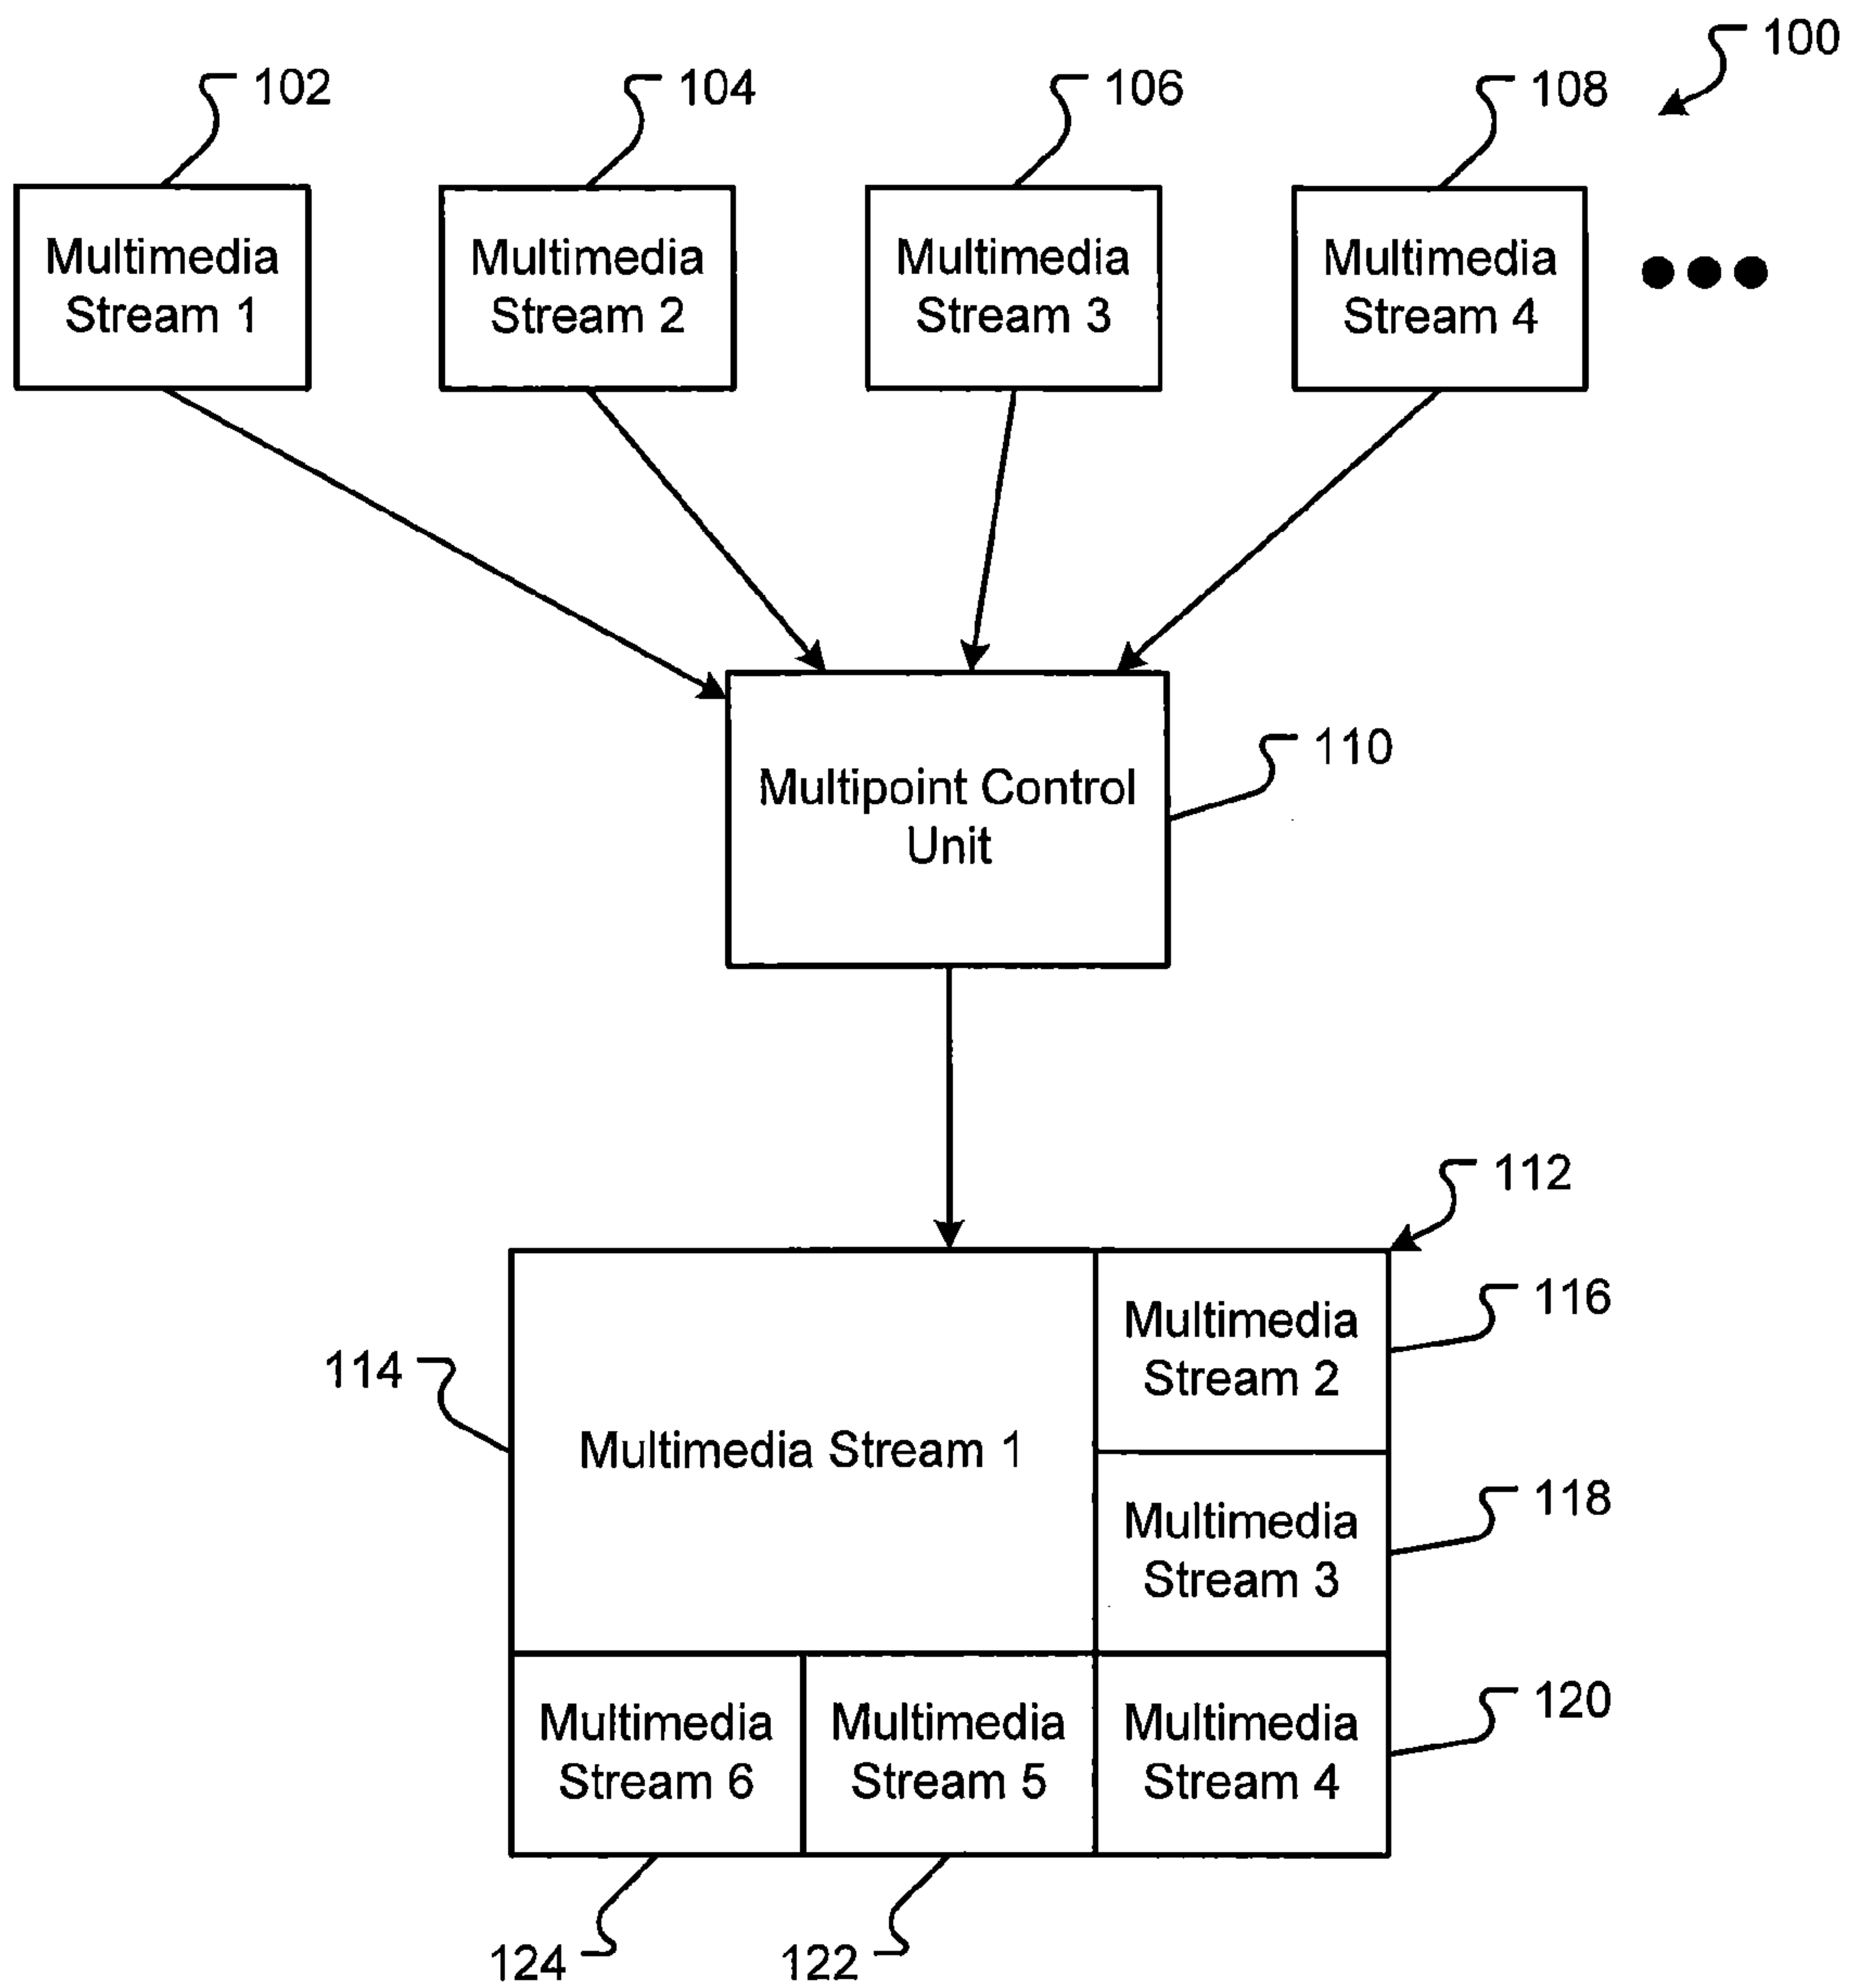 100
102
104
106
108
Multimedia
Stream 1
Multimedia
Stream 2
Multimedia
Stream 3
Multimedia
Stream 4
110
Multipoint Control
Unit
112
116
Multimedia
Stream 2
114
Multimedia Stream 1
118
Multimedia
Stream 3
120
Multimedia
Stream 6
Multimedia
Stream 5
Multimedia
Stream 4
124
122